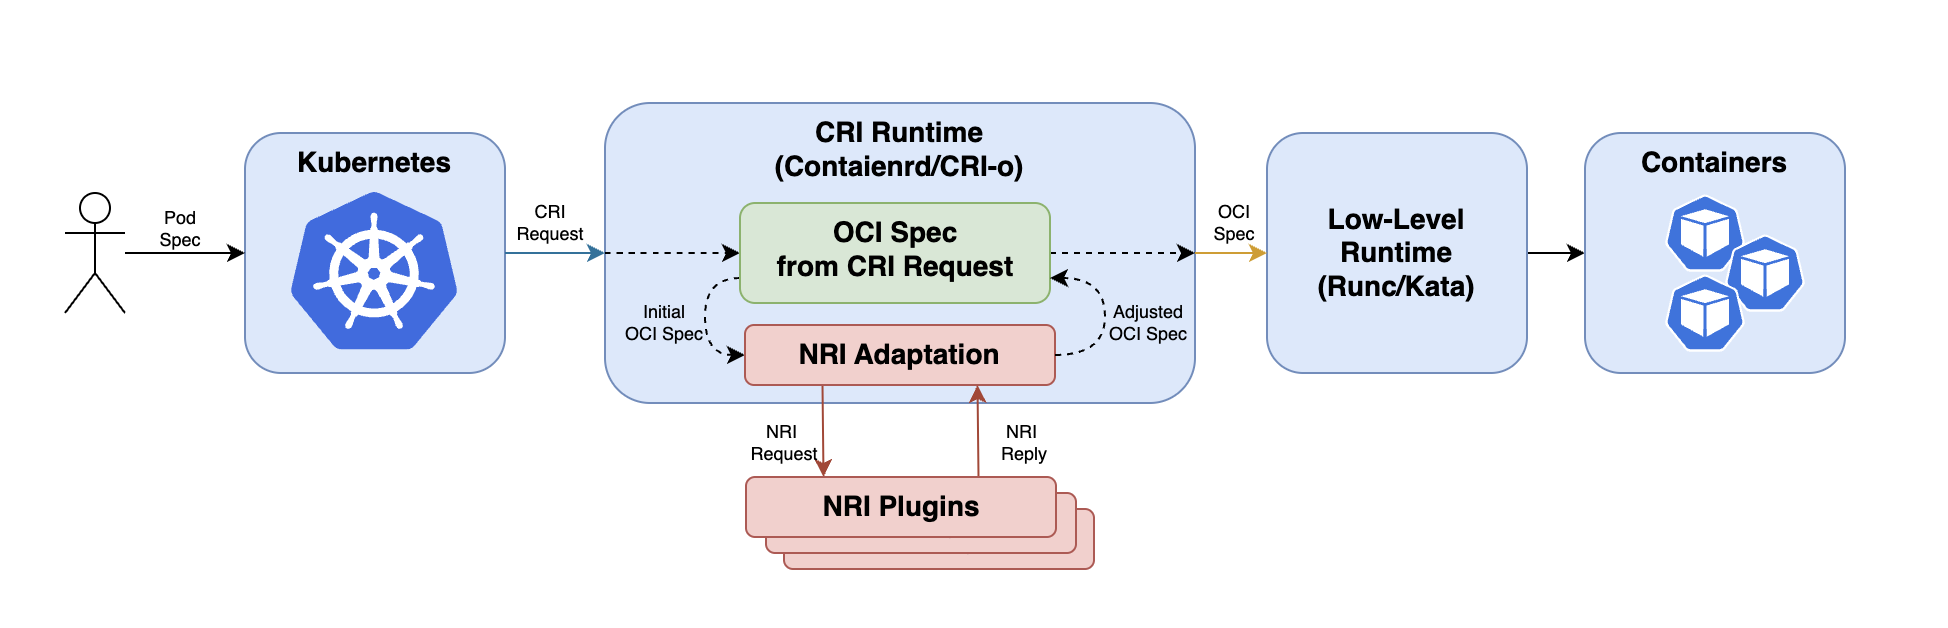 Pod
Spec
Kubernetes
CRI
Request
CRI Runtime
(Contaienrd/CRI-o)
OCI Spec
from CRI Request
Initial
OCI Spec
Adjusted
OCI Spec
NRI Adaptation
NRI
Request
NRI
Reply
NRI Plugins
OCI
Spec
Low-Level
Runtime
(Runc/Kata)
Containers